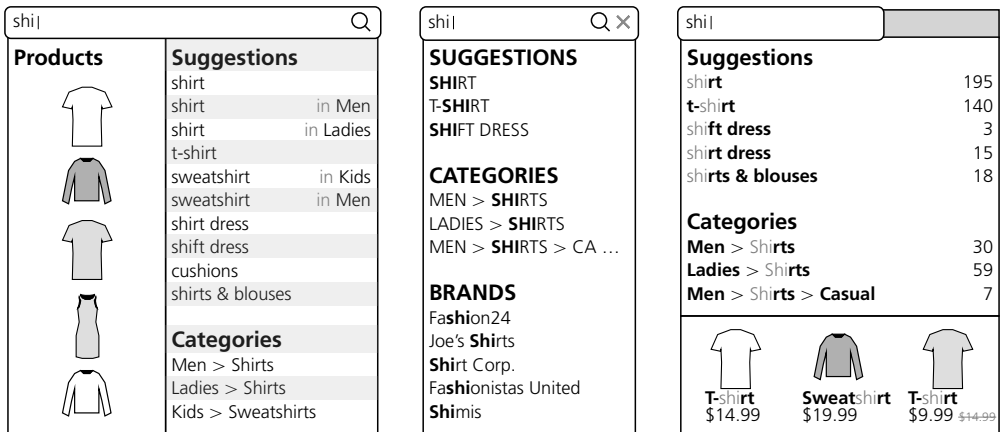 shi
Products
Suggestions
shirt
shirt in Men
shirt in Ladies
t-shirt
sweatshirt in Kids
sweatshirt in Men
shirt dress
shift dress
cushions
shirts & blouses
Categories
Men > Shirts
Ladies > Shirts
Kids > Sweatshirts
shi
SUGGESTIONS
SHIRT
T-SHIRT
SHIFT DRESS
CATEGORIES
MEN > SHIRTS
LADIES > SHIRTS
MEN > SHIRTS > CA ...
BRANDS
Fashion24
Joe's Shirts
Shirt Corp.
Fashionistas United
Shimis
shi
Suggestions
shirt 195
t-shirt 140
shift dress 3
shirt dress 15
shirts & blouses 18
Categories
Men > Shirts 30
Ladies > Shirts 59
Men > Shirts > Casual 7
T-shirt Sweatshirt T-shirt
$14.99 $19.99 $9.99 $14.99